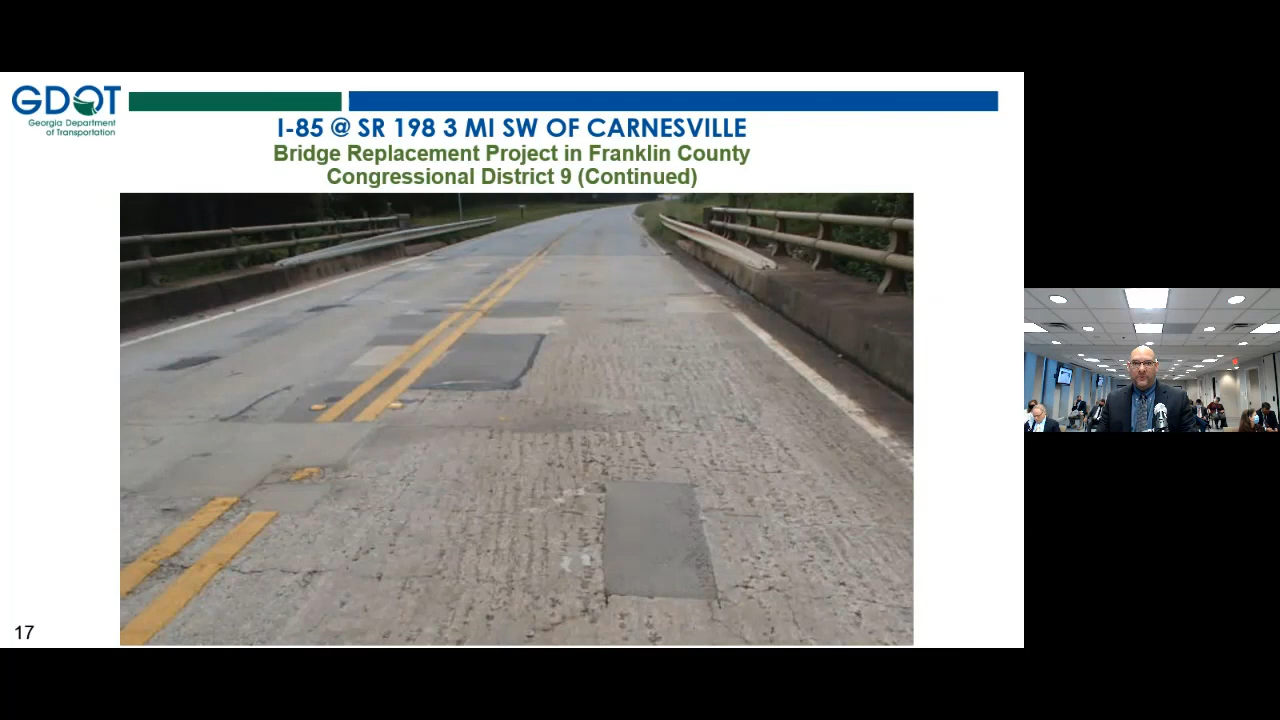 GDOT
Georgia Department
of Transportation
I-85 @ SR 198 3 MI SW OF CARNESVILLE
Bridge Replacement Project in Franklin County
Congressional District 9 (Continued)
17